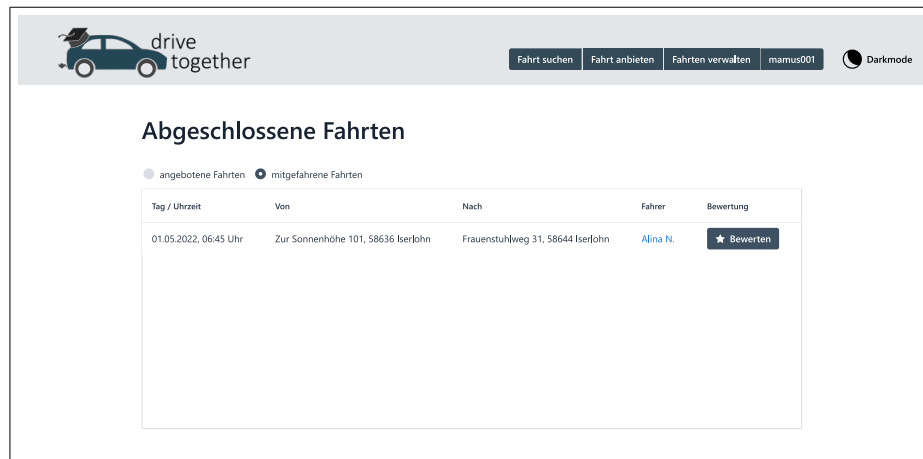 drive
together
Fahrt suchen Fahrt anbieten Fahrten verwalten mamus001 Darkmode
Abgeschlossene Fahrten
angebotene Fahrten mitgefahrene Fahrten
Tag / Uhrzeit Von Nach Fahrer Bewertung
01.05.2022, 06:45 Uhr Zur Sonnenhöhe 101, 58636 Iserlohn Frauenstuhlweg 31, 58644 Iserlohn Alina N. Bewerten